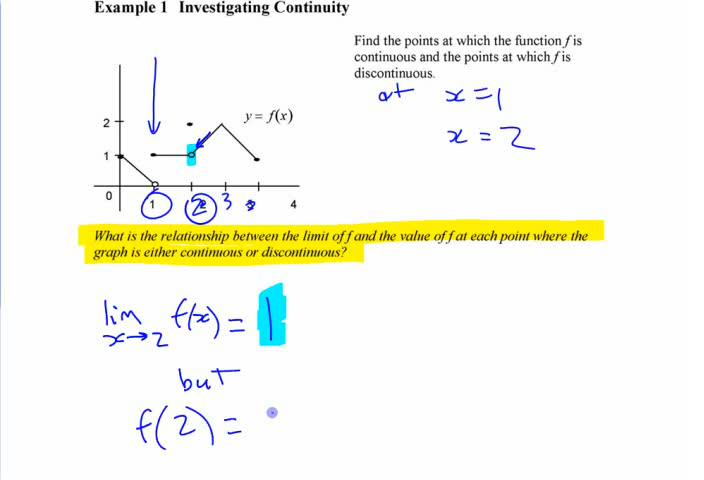 Example 1 Investigating Continuity
Find the points at which the function f is
continuous and the points at which f is
discontinuous.
at x = 1
x = 2
y = f(x)
2
1
0
1 2 3 4
What is the relationship between the limit of f and the value of f at each point where the
graph is either continuous or discontinuous?
lim f(x) = 1
x→2
but
f(2) =